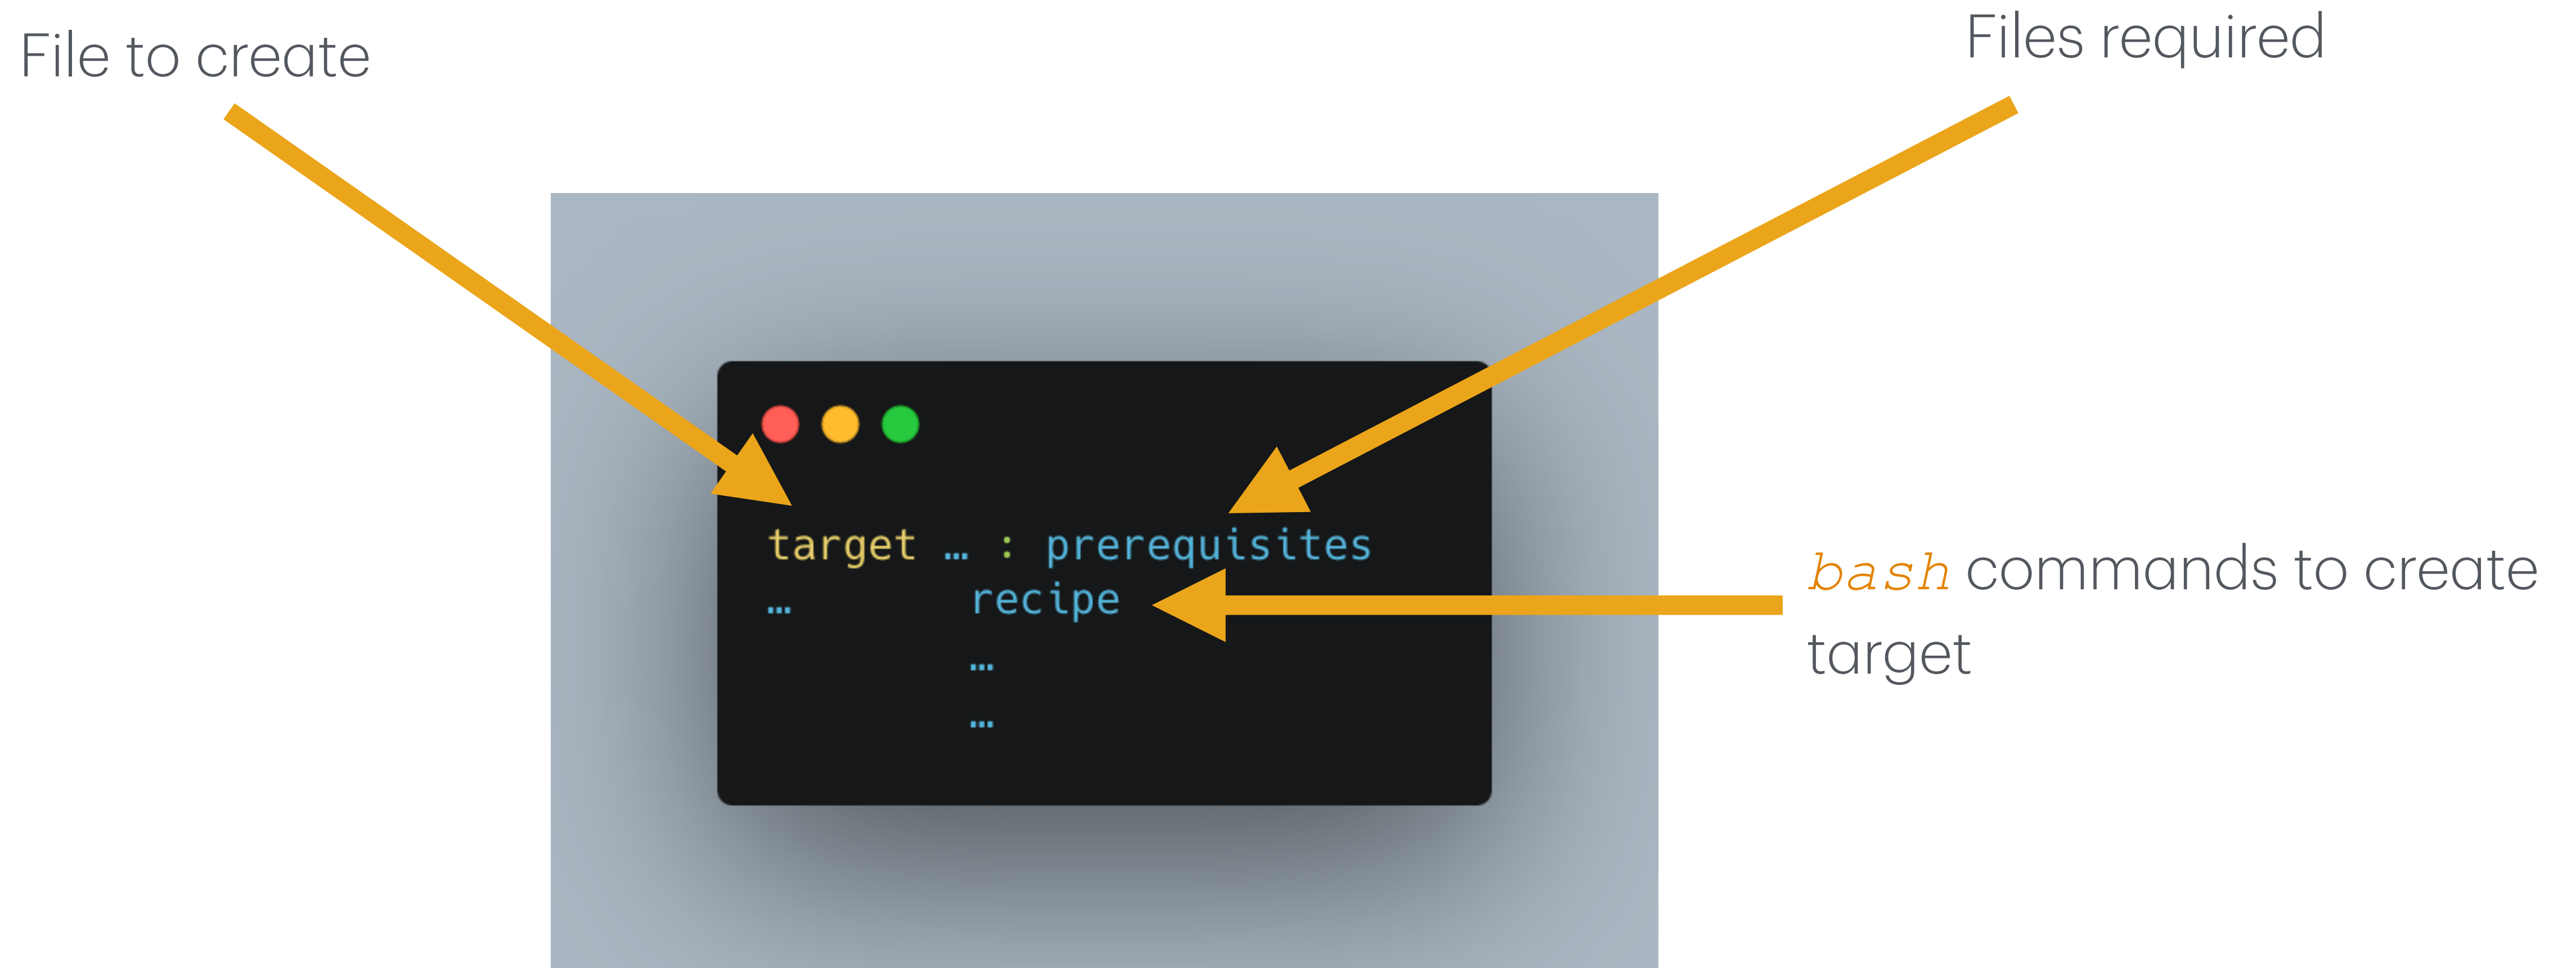 File to create
Files required
target … : prerequisites
…       recipe
…
…
bash commands to create
target